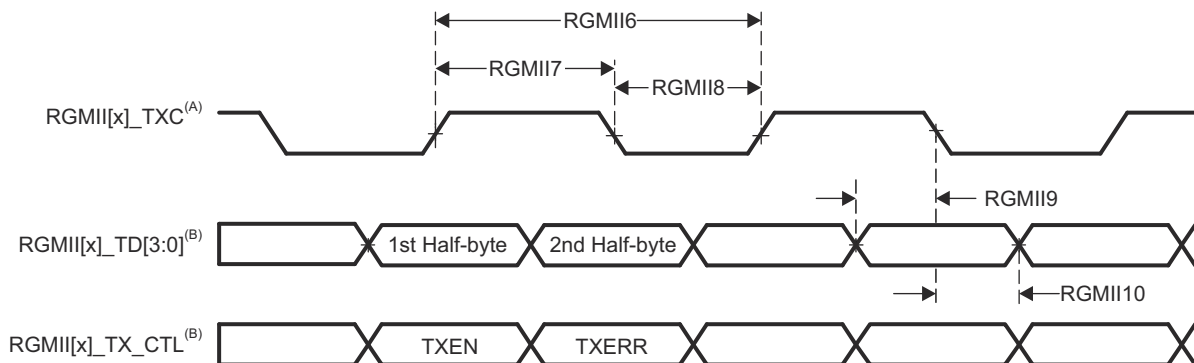 RGMII6
RGMII7
RGMII8
RGMII[x]_TXC(A)
RGMII9
RGMII[x]_TD[3:0](B)
1st Half-byte
2nd Half-byte
RGMII10
RGMII[x]_TX_CTL(B)
TXEN
TXERR